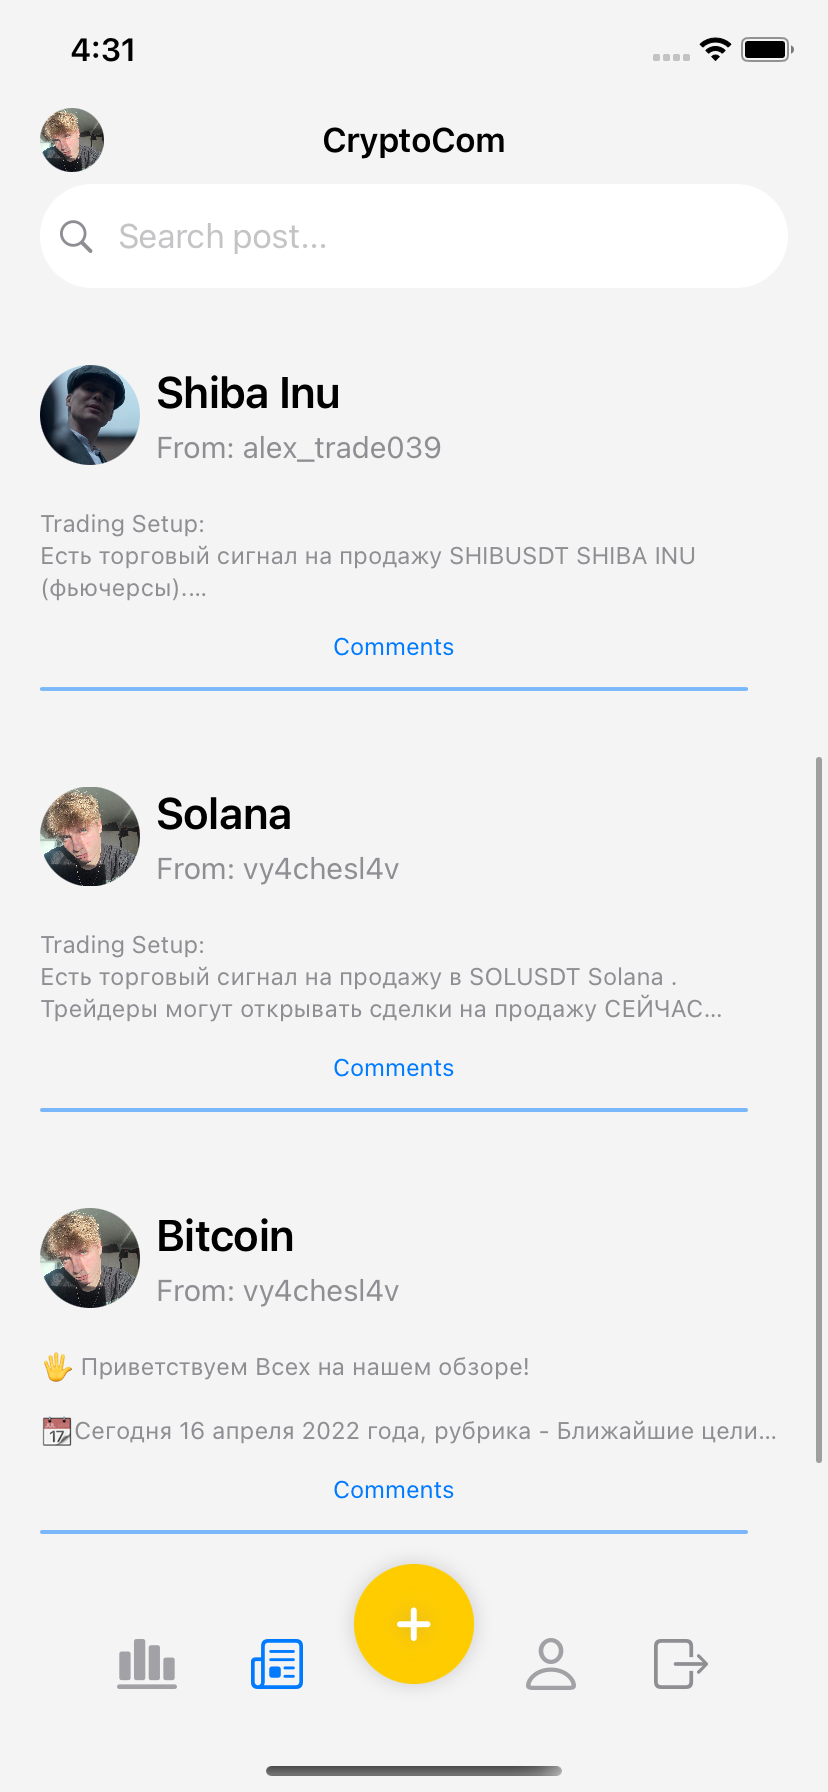 4:31
CryptoCom
Search post...
Shiba Inu
From: alex_trade039
Trading Setup:
Есть торговый сигнал на продажу SHIBUSDT SHIBA INU
(фьючерсы)....
Comments
Solana
From: vy4chesl4v
Trading Setup:
Есть торговый сигнал на продажу в SOLUSDT Solana .
Трейдеры могут открывать сделки на продажу СЕЙЧАС...
Comments
Bitcoin
From: vy4chesl4v
🖐 Приветствуем Всех на нашем обзоре!
📆Сегодня 16 апреля 2022 года, рубрика - Ближайшие цели...
Comments